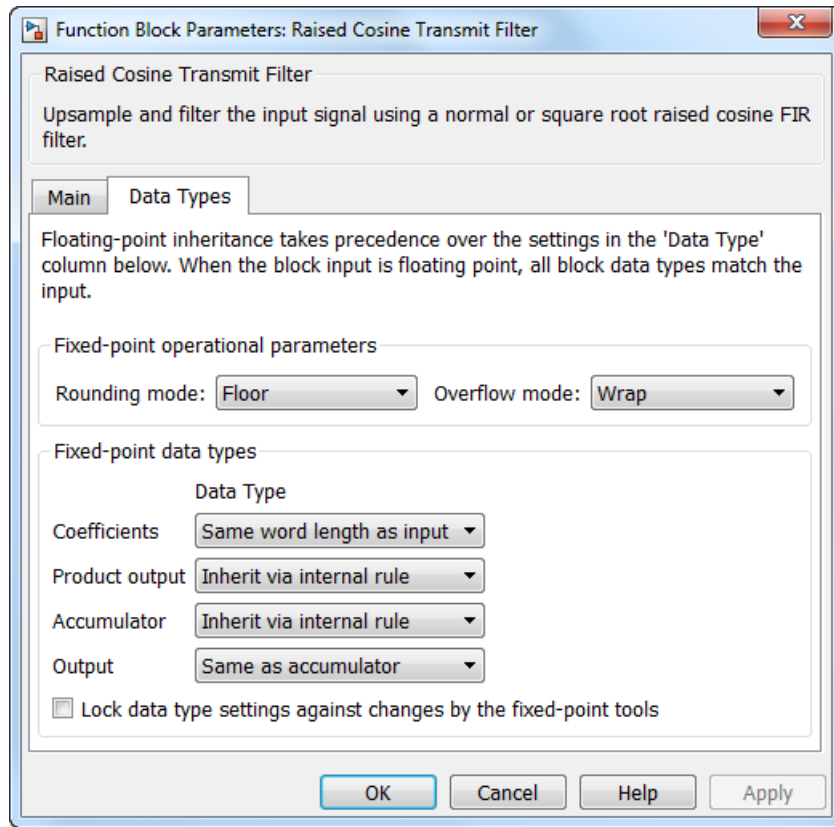 Function Block Parameters: Raised Cosine Transmit Filter
Raised Cosine Transmit Filter
Upsample and filter the input signal using a normal or square root raised cosine FIR
filter.
Main Data Types
Floating-point inheritance takes precedence over the settings in the 'Data Type'
column below. When the block input is floating point, all block data types match the
input.
Fixed-point operational parameters
Rounding mode: Floor Overflow mode: Wrap
Fixed-point data types
Data Type
Coefficients Same word length as input
Product output Inherit via internal rule
Accumulator Inherit via internal rule
Output Same as accumulator
Lock data type settings against changes by the fixed-point tools
OK Cancel Help Apply